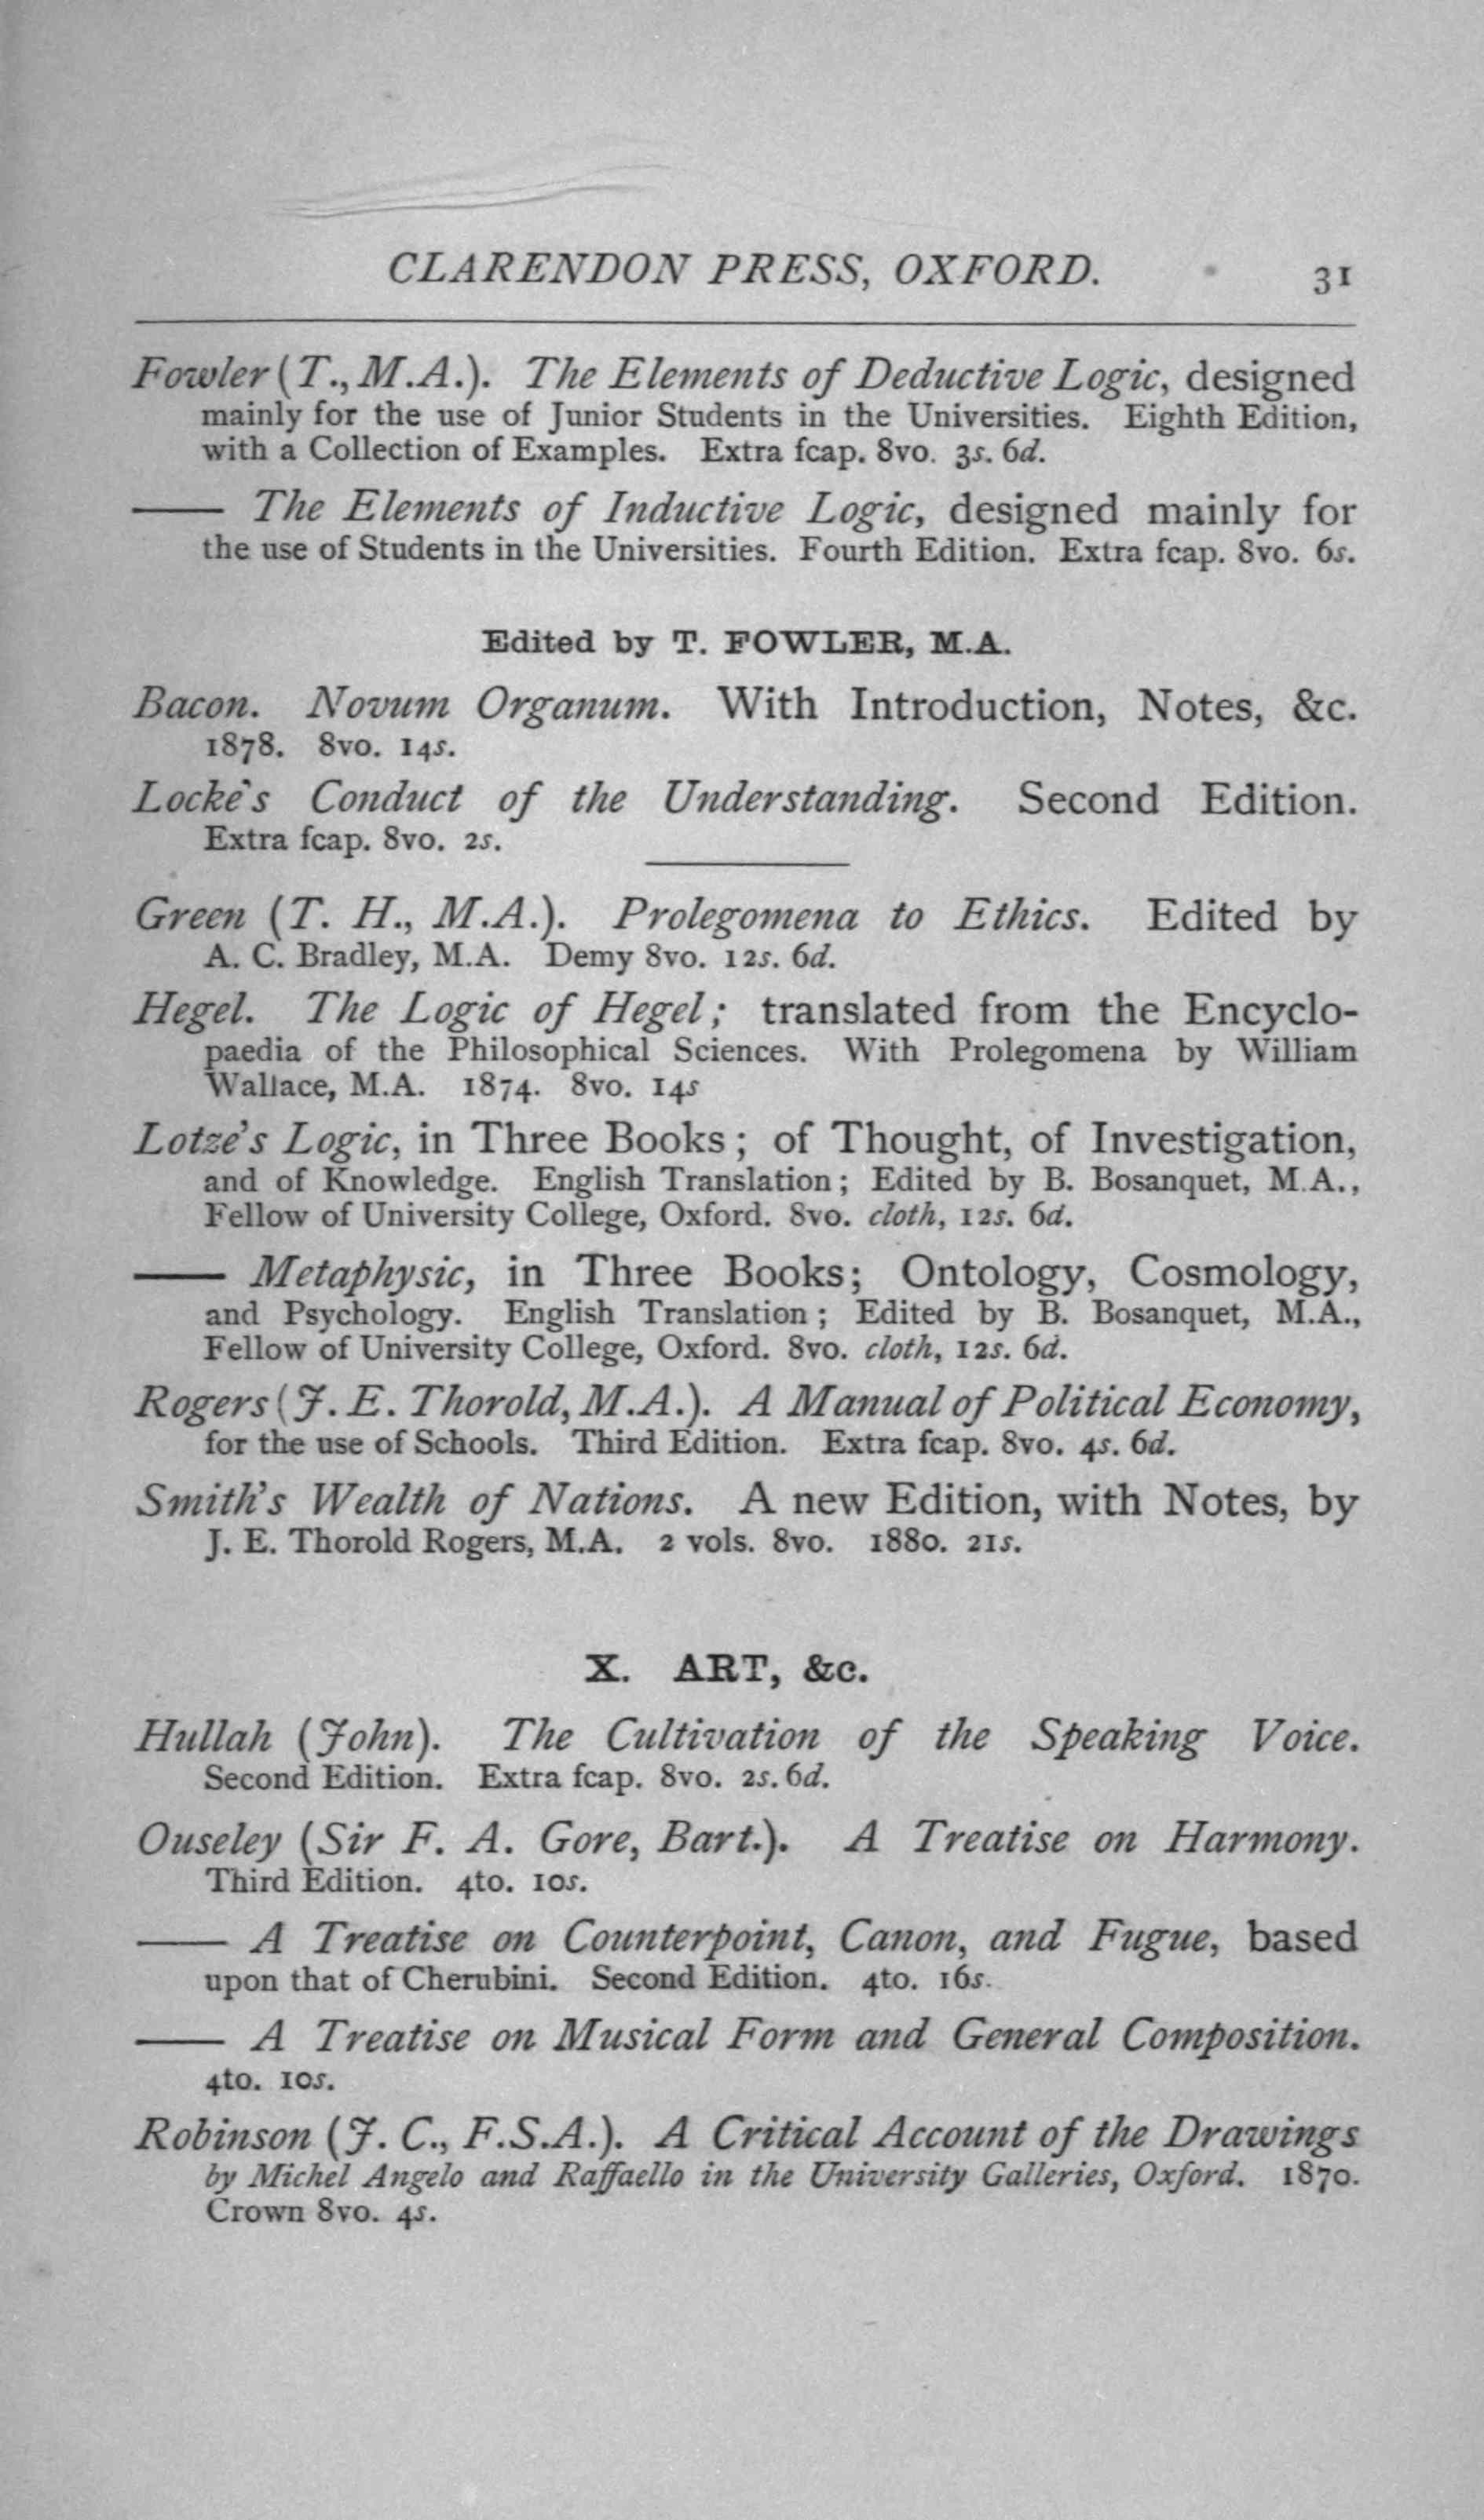 CLARENDON PRESS, OXFORD. 31
Fowler (T., M.A.). The Elements of Deductive Logic, designed
mainly for the use of Junior Students in the Universities. Eighth Edition,
with a Collection of Examples. Extra fcap. 8vo. 3s. 6d.
—— The Elements of Inductive Logic, designed mainly for
the use of Students in the Universities. Fourth Edition. Extra fcap. 8vo. 6s.
Edited by T. FOWLER, M.A.
Bacon. Novum Organum. With Introduction, Notes, &c.
1878. 8vo. 14s.
Locke's Conduct of the Understanding. Second Edition.
Extra fcap. 8vo. 2s.
Green (T. H., M.A.). Prolegomena to Ethics. Edited by
A. C. Bradley, M.A. Demy 8vo. 12s. 6d.
Hegel. The Logic of Hegel; translated from the Encyclo-
paedia of the Philosophical Sciences. With Prolegomena by William
Wallace, M.A. 1874. 8vo. 14s
Lotze's Logic, in Three Books; of Thought, of Investigation,
and of Knowledge. English Translation; Edited by B. Bosanquet, M.A.,
Fellow of University College, Oxford. 8vo. cloth, 12s. 6d.
—— Metaphysic, in Three Books; Ontology, Cosmology,
and Psychology. English Translation; Edited by B. Bosanquet, M.A.,
Fellow of University College, Oxford. 8vo. cloth, 12s. 6d.
Rogers (J. E. Thorold, M.A.). A Manual of Political Economy,
for the use of Schools. Third Edition. Extra fcap. 8vo. 4s. 6d.
Smith's Wealth of Nations. A new Edition, with Notes, by
J. E. Thorold Rogers, M.A. 2 vols. 8vo. 1880. 21s.
X. ART, &c.
Hullah (John). The Cultivation of the Speaking Voice.
Second Edition. Extra fcap. 8vo. 2s. 6d.
Ouseley (Sir F. A. Gore, Bart.). A Treatise on Harmony.
Third Edition. 4to. 10s.
—— A Treatise on Counterpoint, Canon, and Fugue, based
upon that of Cherubini. Second Edition. 4to. 16s.
—— A Treatise on Musical Form and General Composition.
4to. 10s.
Robinson (J. C., F.S.A.). A Critical Account of the Drawings
by Michel Angelo and Raffaello in the University Galleries, Oxford. 1870.
Crown 8vo. 4s.